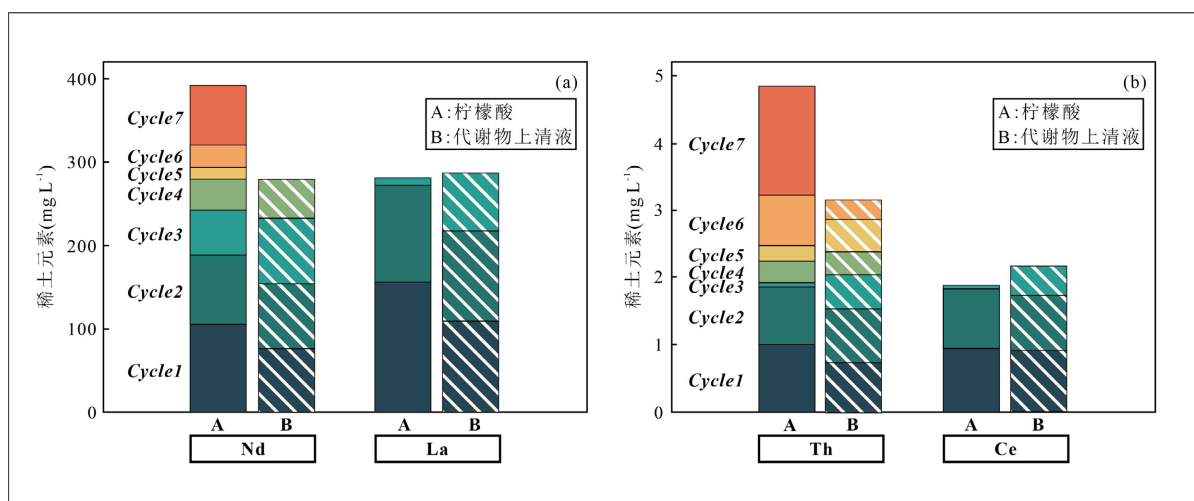 稀土元素(mg L⁻¹)
400
300
200
100
0
(a)
A:柠檬酸
B:代谢物上清液
Cycle7
Cycle6
Cycle5
Cycle4
Cycle3
Cycle2
Cycle1
A B A B
Nd La
稀土元素(mg L⁻¹)
5
4
3
2
1
0
(b)
A:柠檬酸
B:代谢物上清液
Cycle7
Cycle6
Cycle5
Cycle4
Cycle3
Cycle2
Cycle1
A B A B
Th Ce